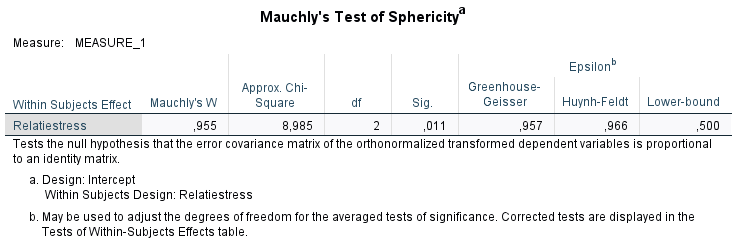 Mauchly's Test of Sphericityᵃ
Measure: MEASURE_1
Epsilonᵇ
Within Subjects Effect Mauchly's W Approx. Chi-Square df Sig. Greenhouse-Geisser Huynh-Feldt Lower-bound
Relatiestress ,955 8,985 2 ,011 ,957 ,966 ,500
Tests the null hypothesis that the error covariance matrix of the orthonormalized transformed dependent variables is proportional
to an identity matrix.
a. Design: Intercept
Within Subjects Design: Relatiestress
b. May be used to adjust the degrees of freedom for the averaged tests of significance. Corrected tests are displayed in the
Tests of Within-Subjects Effects table.